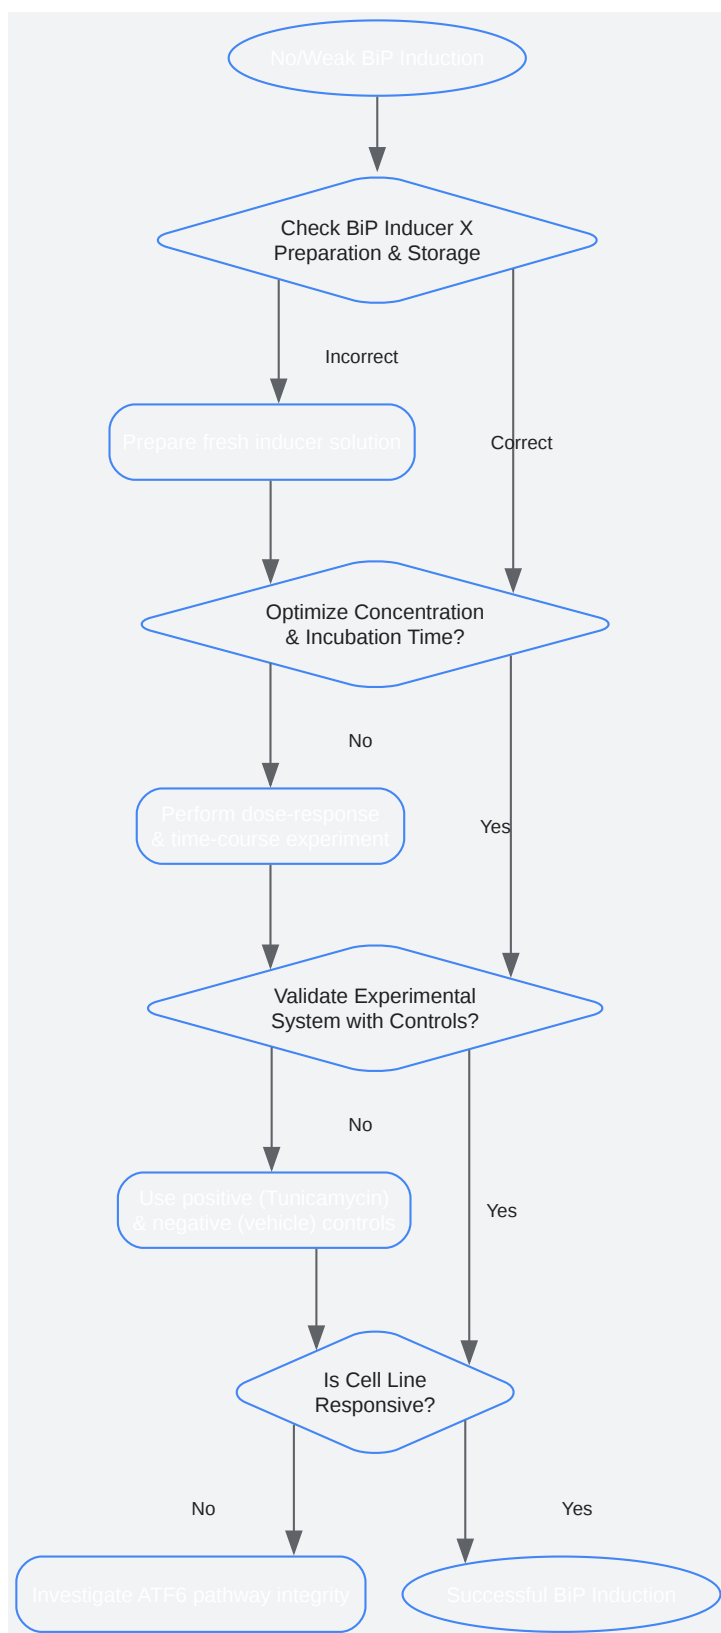 No/Weak BiP Induction
Check BiP Inducer X
Preparation & Storage
Incorrect
Prepare fresh inducer solution
Correct
Optimize Concentration
& Incubation Time?
No
Perform dose-response
& time-course experiment
Yes
Validate Experimental
System with Controls?
No
Use positive (Tunicamycin)
& negative (vehicle) controls
Yes
Is Cell Line
Responsive?
No
Yes
Investigate ATF6 pathway integrity
Successful BiP Induction